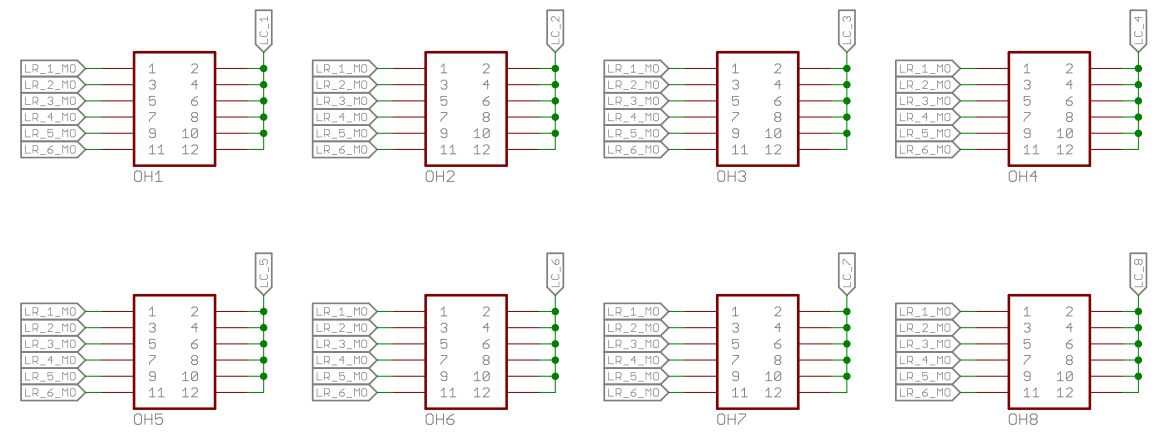 LC_1 LC_2 LC_3 LC_4
LR_1_MO 1 2 LR_1_MO 1 2 LR_1_MO 1 2 LR_1_MO 1 2
LR_2_MO 3 4 LR_2_MO 3 4 LR_2_MO 3 4 LR_2_MO 3 4
LR_3_MO 5 6 LR_3_MO 5 6 LR_3_MO 5 6 LR_3_MO 5 6
LR_4_MO 7 8 LR_4_MO 7 8 LR_4_MO 7 8 LR_4_MO 7 8
LR_5_MO 9 10 LR_5_MO 9 10 LR_5_MO 9 10 LR_5_MO 9 10
LR_6_MO 11 12 LR_6_MO 11 12 LR_6_MO 11 12 LR_6_MO 11 12
OH1 OH2 OH3 OH4
LC_5 LC_6 LC_7 LC_8
LR_1_MO 1 2 LR_1_MO 1 2 LR_1_MO 1 2 LR_1_MO 1 2
LR_2_MO 3 4 LR_2_MO 3 4 LR_2_MO 3 4 LR_2_MO 3 4
LR_3_MO 5 6 LR_3_MO 5 6 LR_3_MO 5 6 LR_3_MO 5 6
LR_4_MO 7 8 LR_4_MO 7 8 LR_4_MO 7 8 LR_4_MO 7 8
LR_5_MO 9 10 LR_5_MO 9 10 LR_5_MO 9 10 LR_5_MO 9 10
LR_6_MO 11 12 LR_6_MO 11 12 LR_6_MO 11 12 LR_6_MO 11 12
OH5 OH6 OH7 OH8